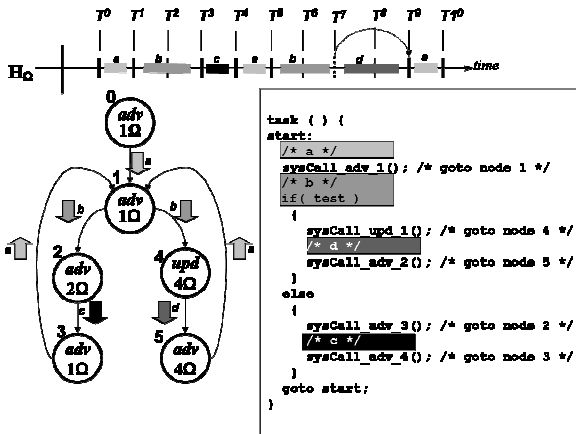 T⁰ T¹ T² T³ T⁴ T⁵ T⁶ T⁷ T⁸ T⁹ T¹⁰
a b c e b d a
H_Ω time
0
adv
1Ω
a
1
adv
1Ω
b b
a a
2
adv
2Ω
4
upd
4Ω
c d
3
adv
1Ω
5
adv
4Ω
task ( ) {
start:
/* a */
sysCall_adv_1(); /* goto node 1 */
/* b */
if( test )
{
sysCall_upd_1(); /* goto node 4 */
/* d */
sysCall_adv_2(); /* goto node 5 */
}
else
{
sysCall_adv_3(); /* goto node 2 */
/* c */
sysCall_adv_4(); /* goto node 3 */
}
goto start;
}